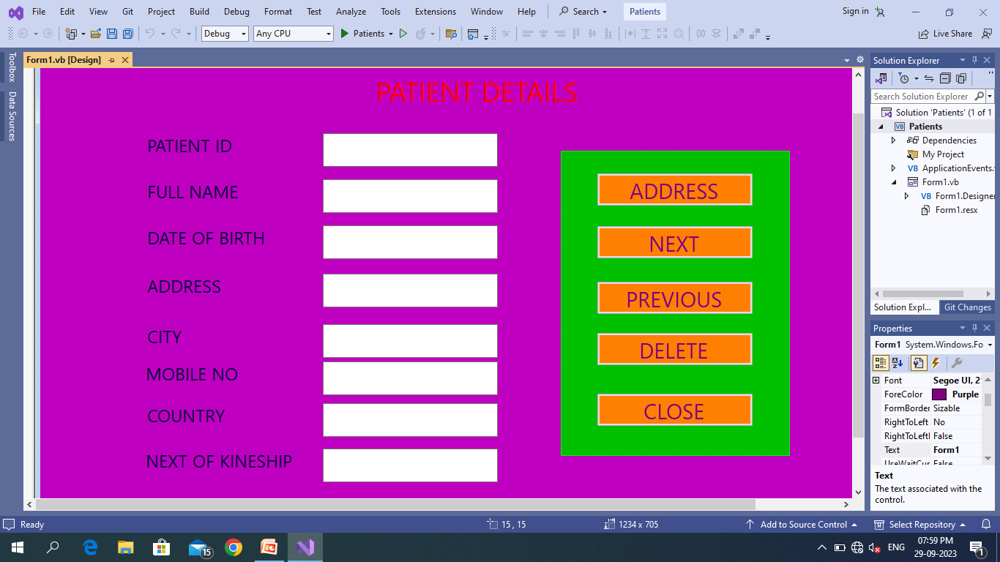 File Edit View Git Project Build Debug Format Test Analyze Tools Extensions Window Help Search Patients Sign in
Debug Any CPU Patients Live Share
Toolbox
Data Sources
Form1.vb [Design]
PATIENT DETAILS
PATIENT ID
FULL NAME
DATE OF BIRTH
ADDRESS
CITY
MOBILE NO
COUNTRY
NEXT OF KINESHIP
ADDRESS
NEXT
PREVIOUS
DELETE
CLOSE
Solution Explorer
Search Solution Explorer
Solution 'Patients' (1 of 1
VB Patients
Dependencies
My Project
VB ApplicationEvents.
Form1.vb
VB Form1.Designe
Form1.resx
Solution Expl... Git Changes
Properties
Form1 System.Windows.Fo
Font Segoe UI, 2
ForeColor Purple
FormBorder Sizable
RightToLeft No
RightToLeftl False
Text Form1
UseWaitCur False
Text
The text associated with the
control.
Ready 15 , 15 1234 x 705 Add to Source Control Select Repository
15 ENG 07:59 PM
29-09-2023 1